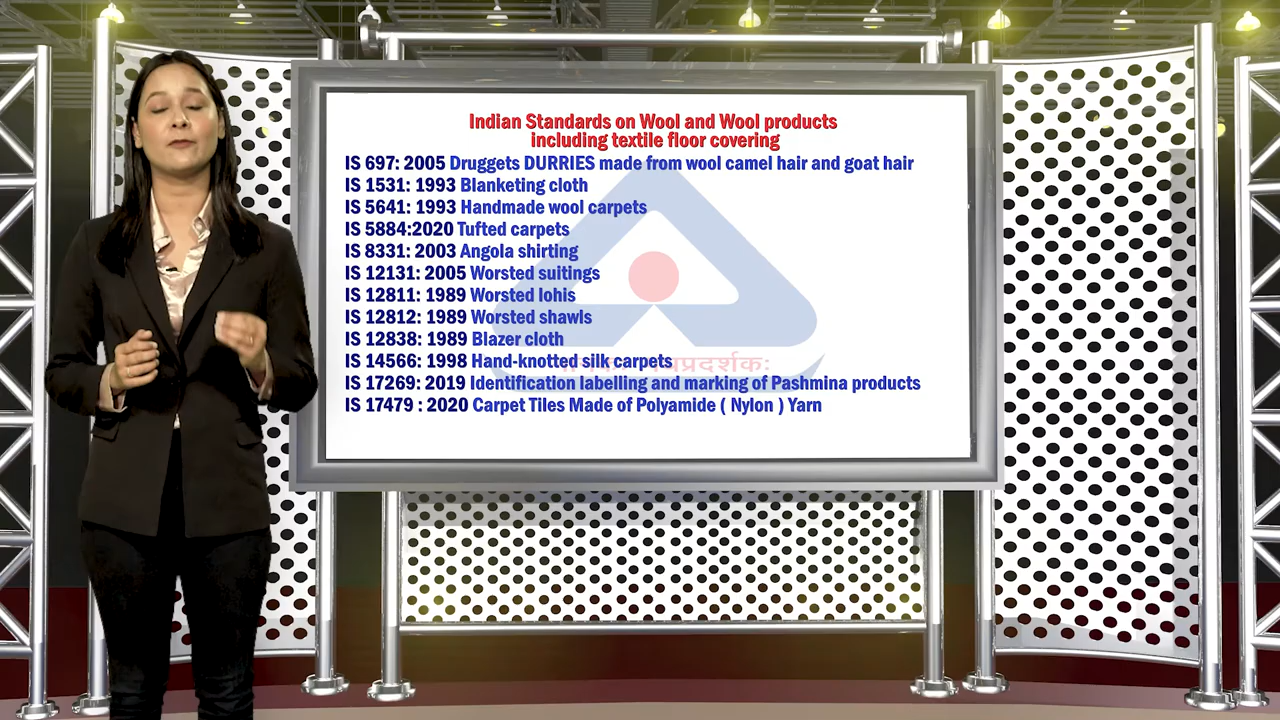 Indian Standards on Wool and Wool products
including textile floor covering
IS 697: 2005 Druggets DURRIES made from wool camel hair and goat hair
IS 1531: 1993 Blanketing cloth
IS 5641: 1993 Handmade wool carpets
IS 5884:2020 Tufted carpets
IS 8331: 2003 Angola shirting
IS 12131: 2005 Worsted suitings
IS 12811: 1989 Worsted lohis
IS 12812: 1989 Worsted shawls
IS 12838: 1989 Blazer cloth
IS 14566: 1998 Hand-knotted silk carpets
IS 17269: 2019 Identification labelling and marking of Pashmina products
IS 17479 : 2020 Carpet Tiles Made of Polyamide ( Nylon ) Yarn